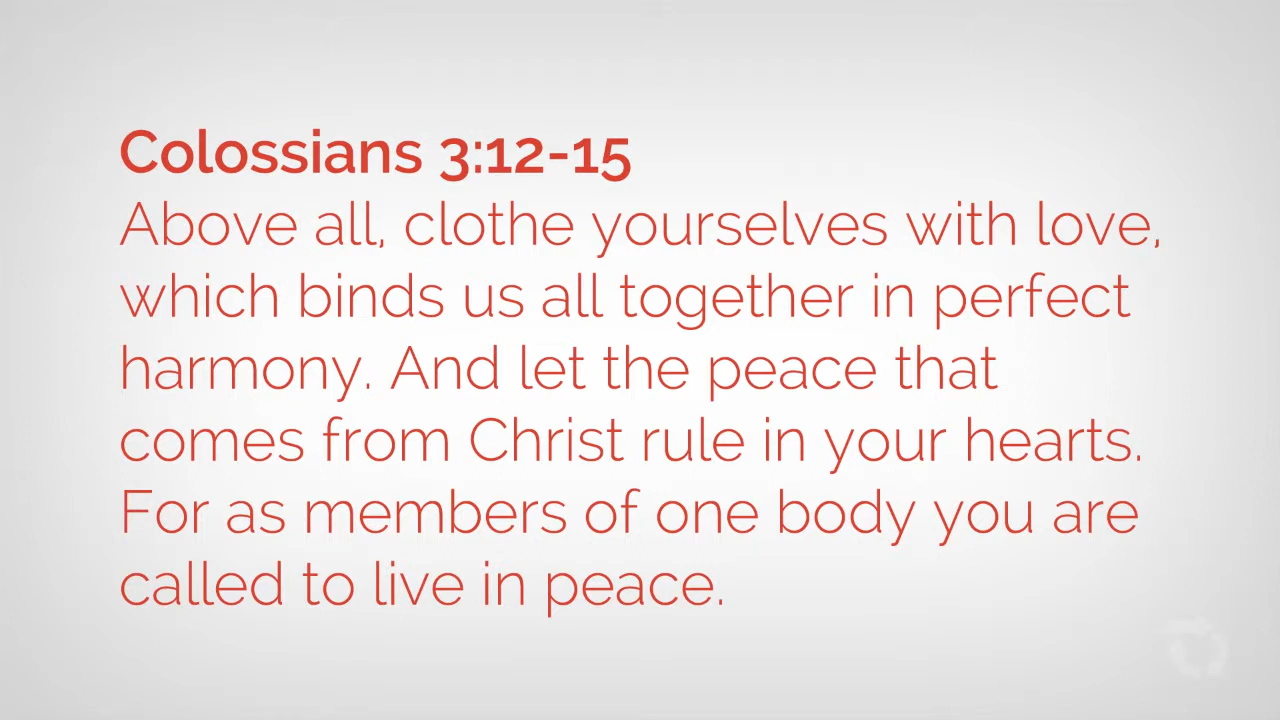 Colossians 3:12-15
Above all, clothe yourselves with love,
which binds us all together in perfect
harmony. And let the peace that
comes from Christ rule in your hearts.
For as members of one body you are
called to live in peace.